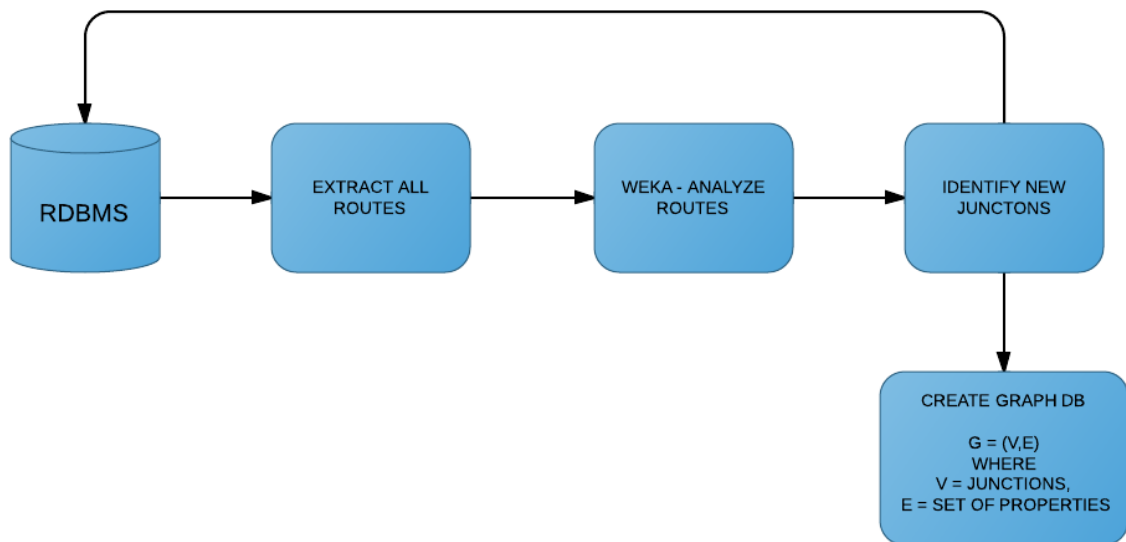 RDBMS
EXTRACT ALL
ROUTES
WEKA - ANALYZE
ROUTES
IDENTIFY NEW
JUNCTONS
CREATE GRAPH DB
G = (V,E)
WHERE
V = JUNCTIONS,
E = SET OF PROPERTIES